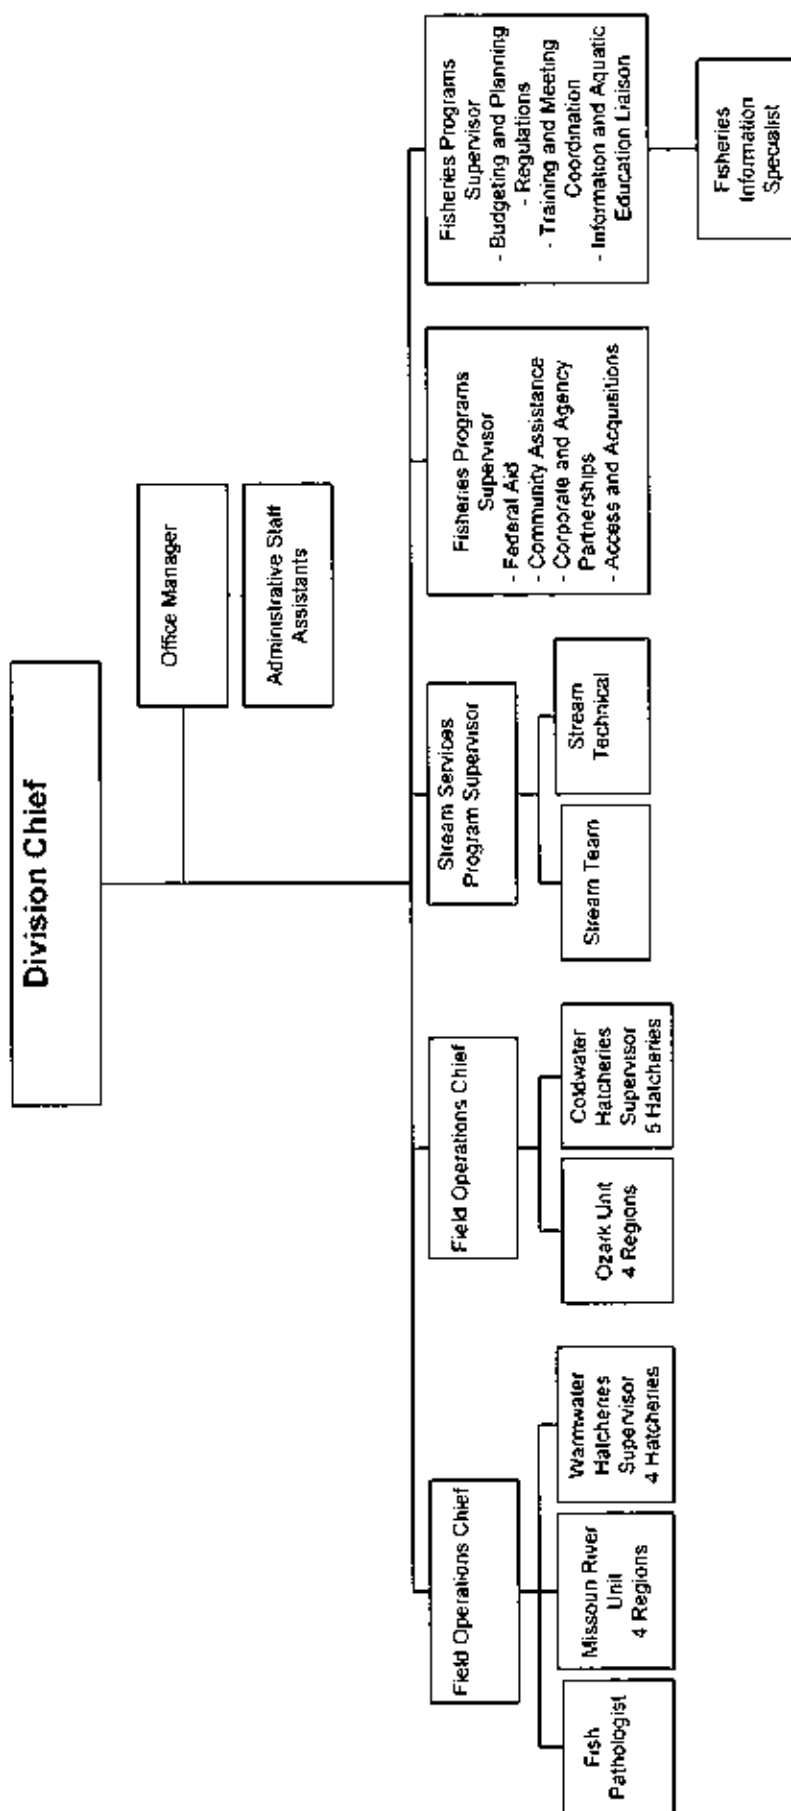 Division Chief
Office Manager
Administrative Staff
Assistants
Field Operations Chief
Fish
Pathologist
Missouri River
Unit
4 Regions
Warmwater
Hatcheries
Supervisor
4 Hatcheries
Field Operations Chief
Ozark Unit
4 Regions
Coldwater
Hatcheries
Supervisor
5 Hatcheries
Stream Services
Program Supervisor
Stream Team
Stream
Technical
Fisheries Programs
Supervisor
- Federal Aid
- Community Assistance
- Corporate and Agency
Partnerships
- Access and Acquisitions
Fisheries Programs
Supervisor
- Budgeting and Planning
- Regulations
- Training and Meeting
Coordination
- Information and Aquatic
Education Liaison
Fisheries
Information
Specialist